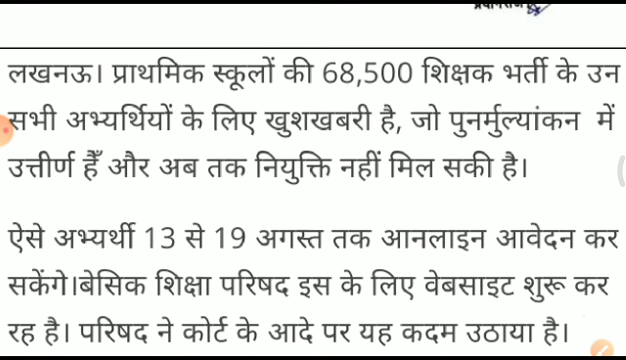 लखनऊ। प्राथमिक स्कूलों की 68,500 शिक्षक भर्ती के उन
सभी अभ्यर्थियों के लिए खुशखबरी है, जो पुनर्मुल्यांकन में
उत्तीर्ण हैँ और अब तक नियुक्ति नहीं मिल सकी है।
ऐसे अभ्यर्थी 13 से 19 अगस्त तक आनलाइन आवेदन कर
सकेंगे।बेसिक शिक्षा परिषद इस के लिए वेबसाइट शुरू कर
रह है। परिषद ने कोर्ट के आदे पर यह कदम उठाया है।